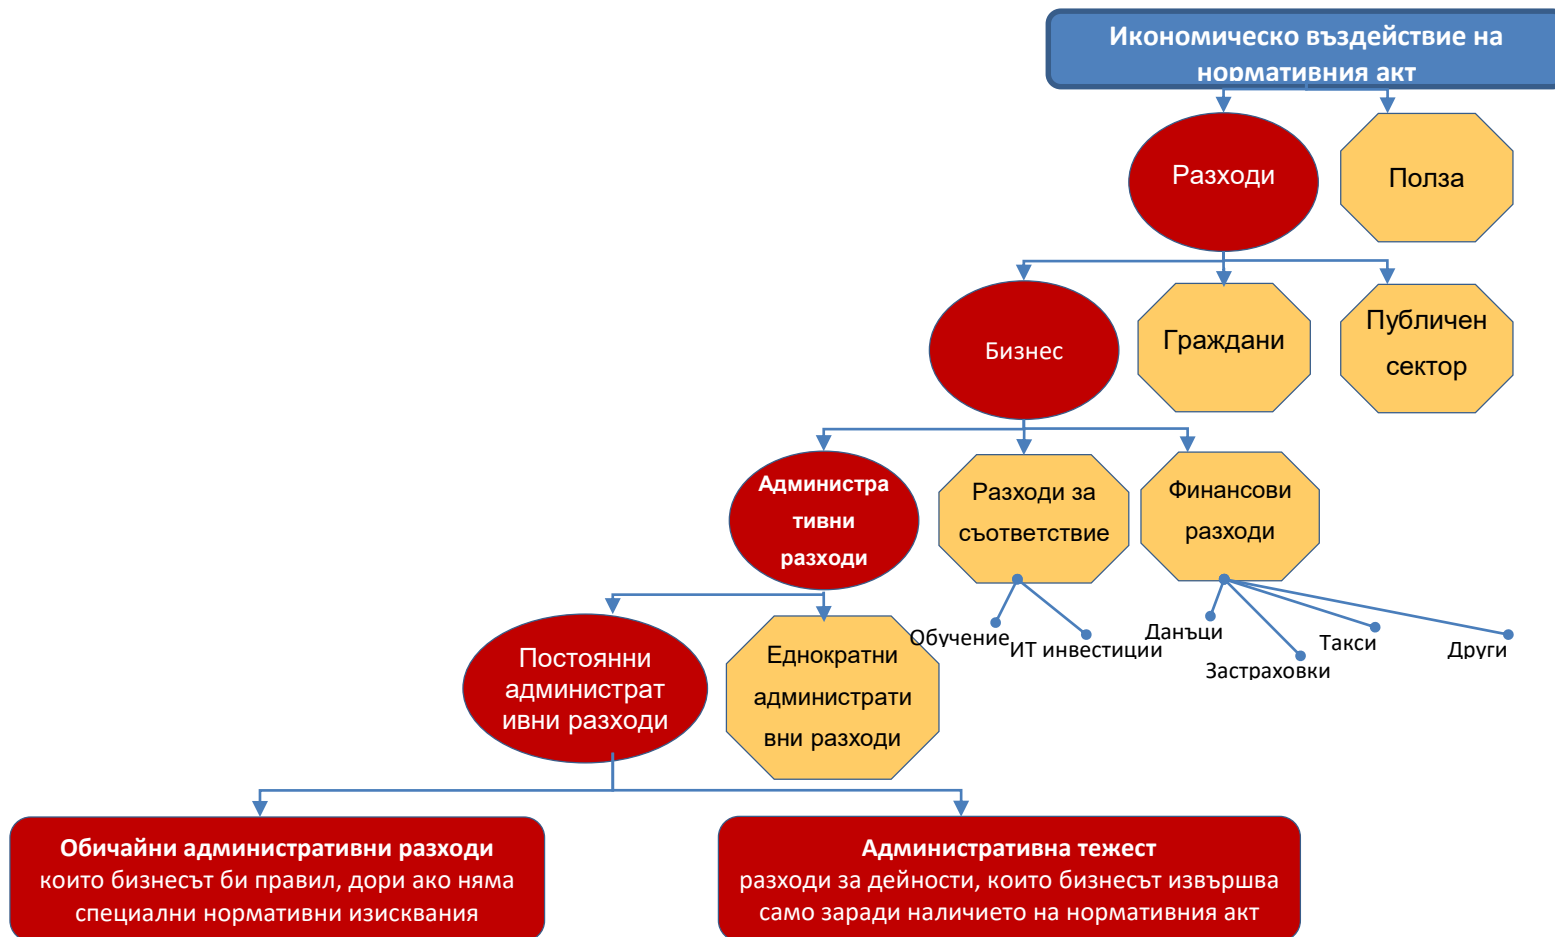 Икономическо въздействие на
нормативния акт
Разходи
Полза
Бизнес
Граждани
Публичен
сектор
Администра
тивни
разходи
Разходи за
съответствие
Финансови
разходи
Обучение
ИТ инвестиции
Данъци
Застраховки
Такси
Други
Постоянни
администрат
ивни разходи
Еднократни
администрати
вни разходи
Обичайни административни разходи
които бизнесът би правил, дори ако няма
специални нормативни изисквания
Административна тежест
разходи за дейности, които бизнесът извършва
само заради наличието на нормативния акт